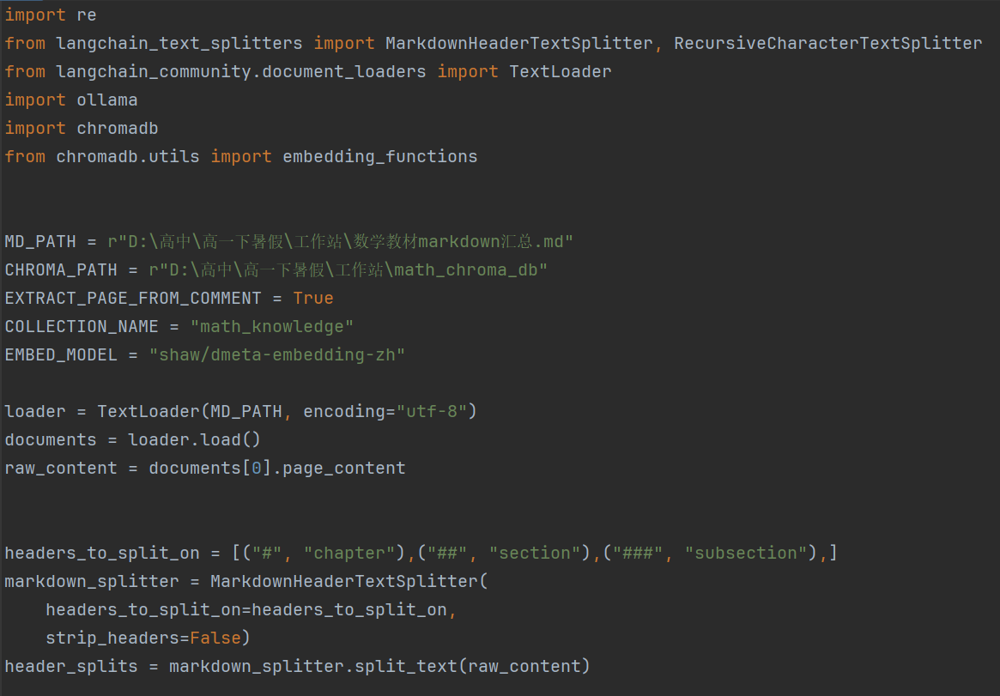 import re
from langchain_text_splitters import MarkdownHeaderTextSplitter, RecursiveCharacterTextSplitter
from langchain_community.document_loaders import TextLoader
import ollama
import chromadb
from chromadb.utils import embedding_functions
MD_PATH = r"D:\高中\高一下暑假\工作站\数学教材markdown汇总.md"
CHROMA_PATH = r"D:\高中\高一下暑假\工作站\math_chroma_db"
EXTRACT_PAGE_FROM_COMMENT = True
COLLECTION_NAME = "math_knowledge"
EMBED_MODEL = "shaw/dmeta-embedding-zh"
loader = TextLoader(MD_PATH, encoding="utf-8")
documents = loader.load()
raw_content = documents[0].page_content
headers_to_split_on = [("#", "chapter"),("##", "section"),("###", "subsection"),]
markdown_splitter = MarkdownHeaderTextSplitter(
    headers_to_split_on=headers_to_split_on,
    strip_headers=False)
header_splits = markdown_splitter.split_text(raw_content)